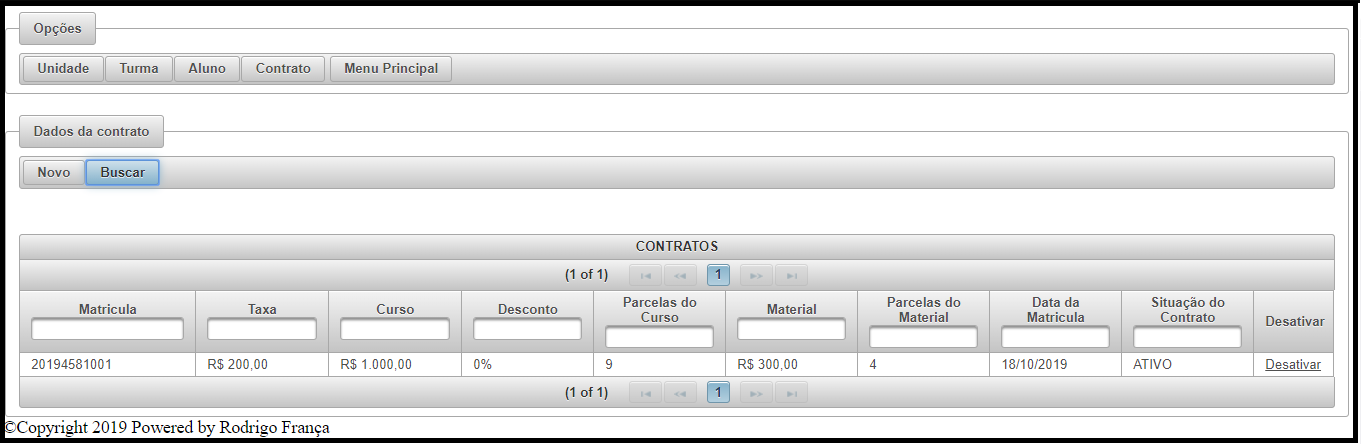 Opções
Unidade Turma Aluno Contrato Menu Principal
Dados da contrato
Novo Buscar
CONTRATOS
(1 of 1) 1
Matricula Taxa Curso Desconto Parcelas do Curso Material Parcelas do Material Data da Matricula Situação do Contrato Desativar
20194581001 R$ 200,00 R$ 1.000,00 0% 9 R$ 300,00 4 18/10/2019 ATIVO Desativar
(1 of 1) 1
©Copyright 2019 Powered by Rodrigo França